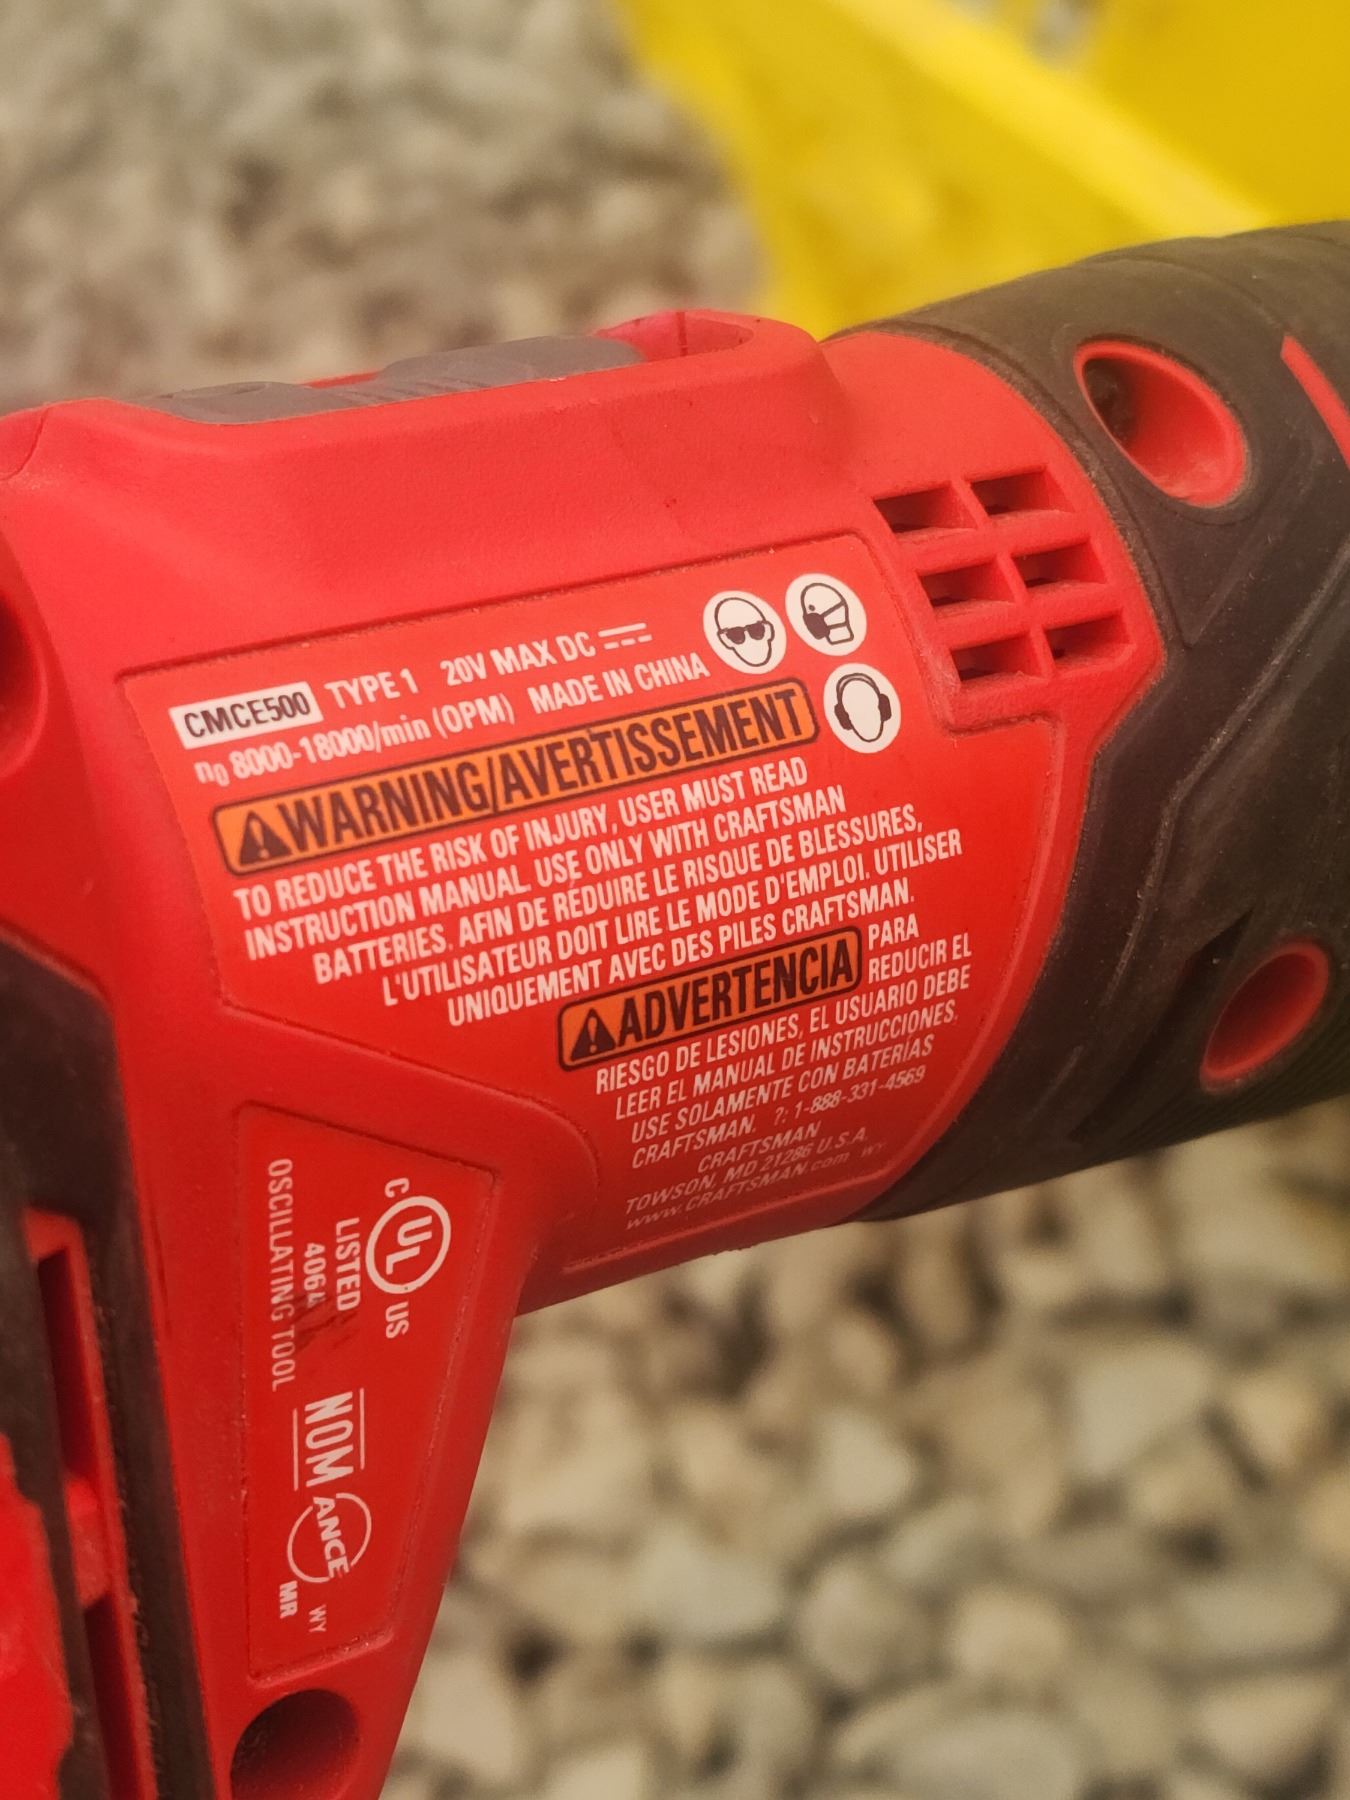 CMCE500 TYPE 1 20V MAX DC
n0 8000-18000/min (OPM) MADE IN CHINA
WARNING/AVERTISSEMENT
TO REDUCE THE RISK OF INJURY, USER MUST READ
INSTRUCTION MANUAL. USE ONLY WITH CRAFTSMAN
BATTERIES. AFIN DE RÉDUIRE LE RISQUE DE BLESSURES,
L'UTILISATEUR DOIT LIRE LE MODE D'EMPLOI. UTILISER
UNIQUEMENT AVEC DES PILES CRAFTSMAN.
ADVERTENCIA PARA
REDUCIR EL
RIESGO DE LESIONES, EL USUARIO DEBE
LEER EL MANUAL DE INSTRUCCIONES.
USE SOLAMENTE CON BATERÍAS
CRAFTSMAN. ?: 1-888-331-4569
CRAFTSMAN
TOWSON, MD 21286 U.S.A.
www.CRAFTSMAN.com WY
C UL US
LISTED
4064
OSCILLATING TOOL
NOM ANCE
MR WY